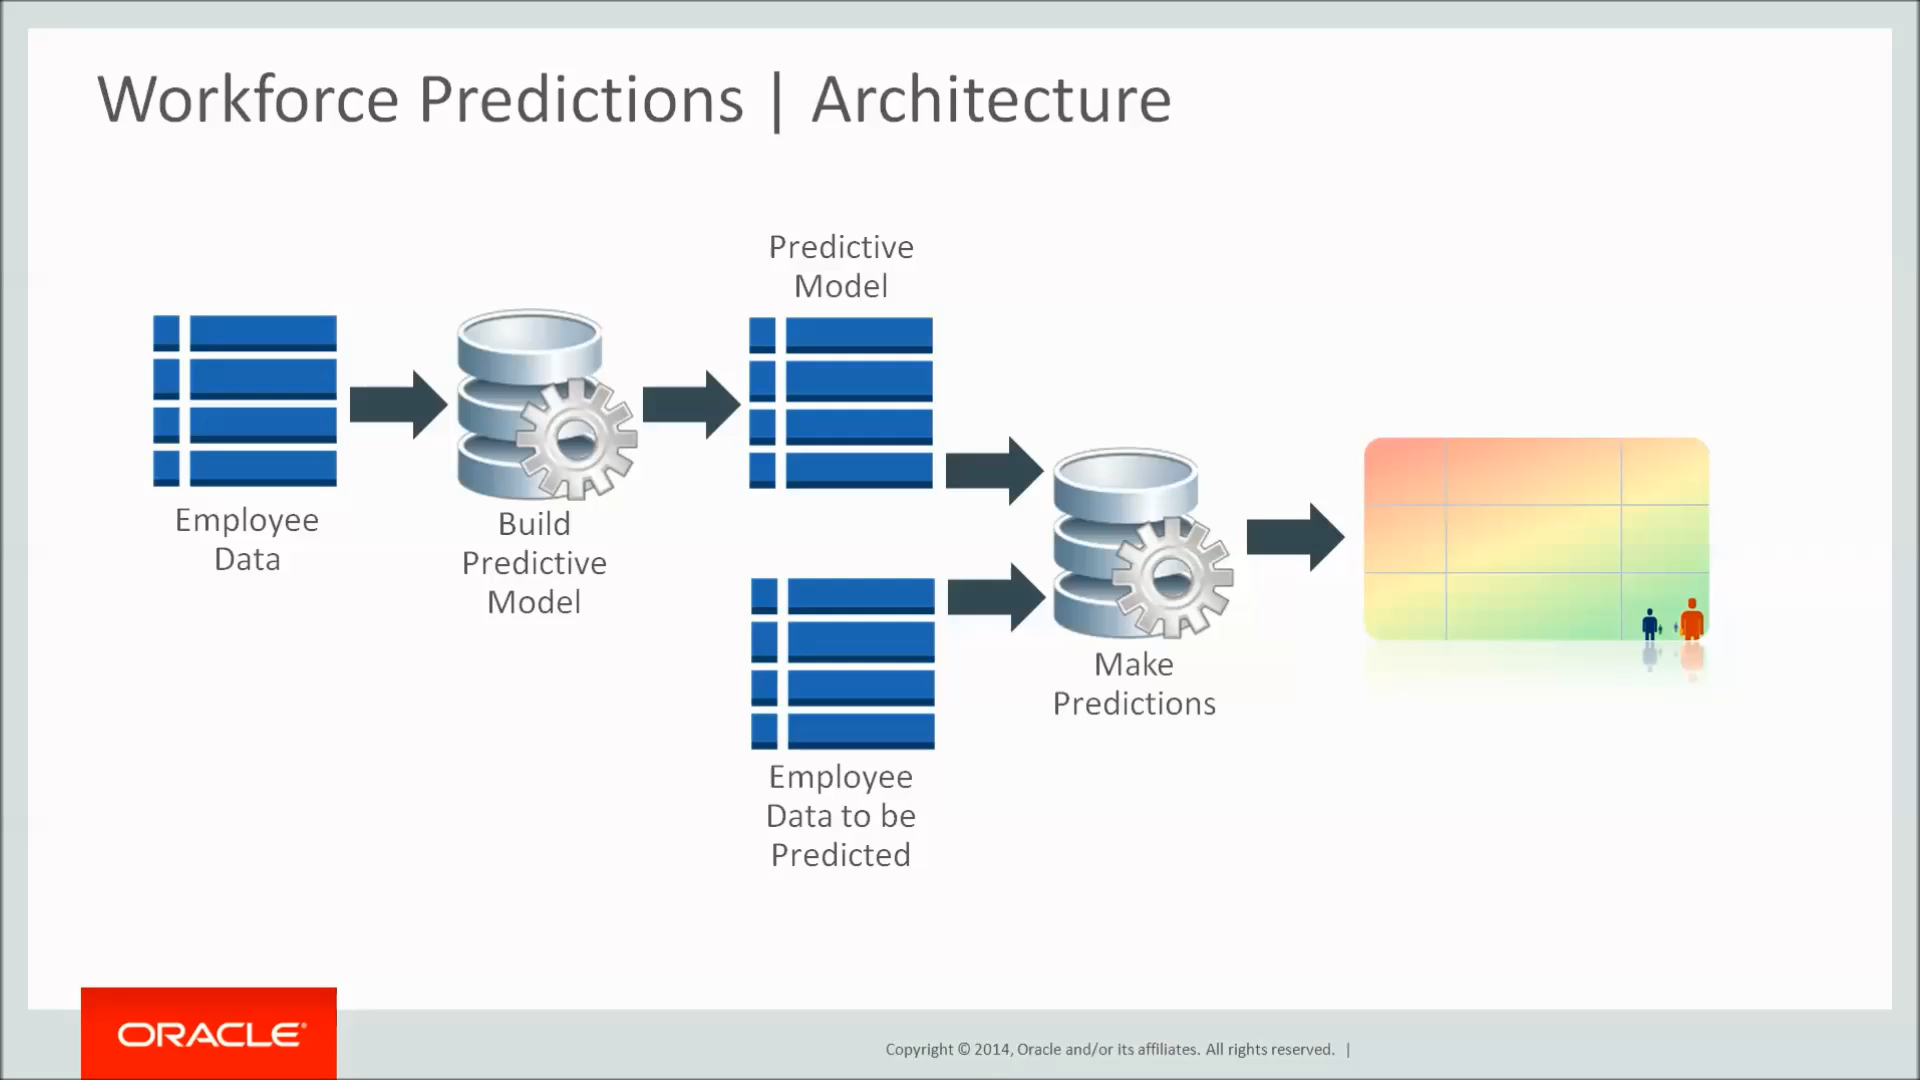 Workforce Predictions | Architecture
Predictive
Model
Employee
Data
Build
Predictive
Model
Make
Predictions
Employee
Data to be
Predicted
ORACLE®
Copyright © 2014, Oracle and/or its affiliates. All rights reserved. |